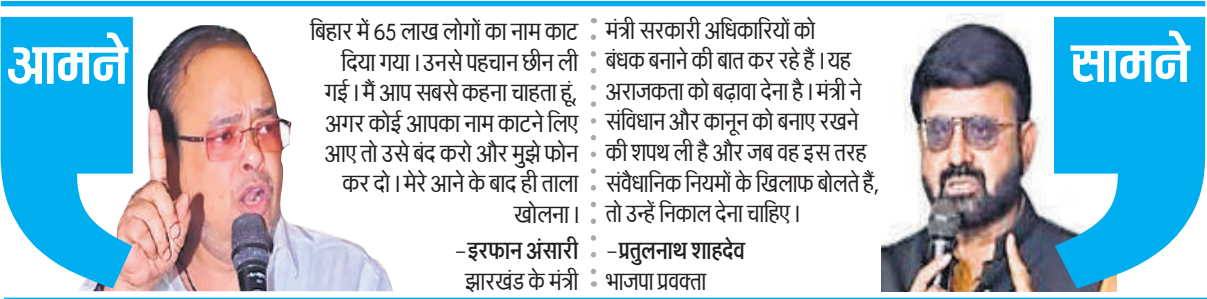 आमने
बिहार में 65 लाख लोगों का नाम काट
दिया गया। उनसे पहचान छीन ली
गई। मैं आप सबसे कहना चाहता हूं,
अगर कोई आपका नाम काटने लिए
आए तो उसे बंद करो और मुझे फोन
कर दो। मेरे आने के बाद ही ताला
खोलना।
–इरफान अंसारी
झारखंड के मंत्री
मंत्री सरकारी अधिकारियों को
बंधक बनाने की बात कर रहे हैं। यह
अराजकता को बढ़ावा देना है। मंत्री ने
संविधान और कानून को बनाए रखने
की शपथ ली है और जब वह इस तरह
संवैधानिक नियमों के खिलाफ बोलते हैं,
तो उन्हें निकाल देना चाहिए।
–प्रतुलनाथ शाहदेव
भाजपा प्रवक्ता
सामने